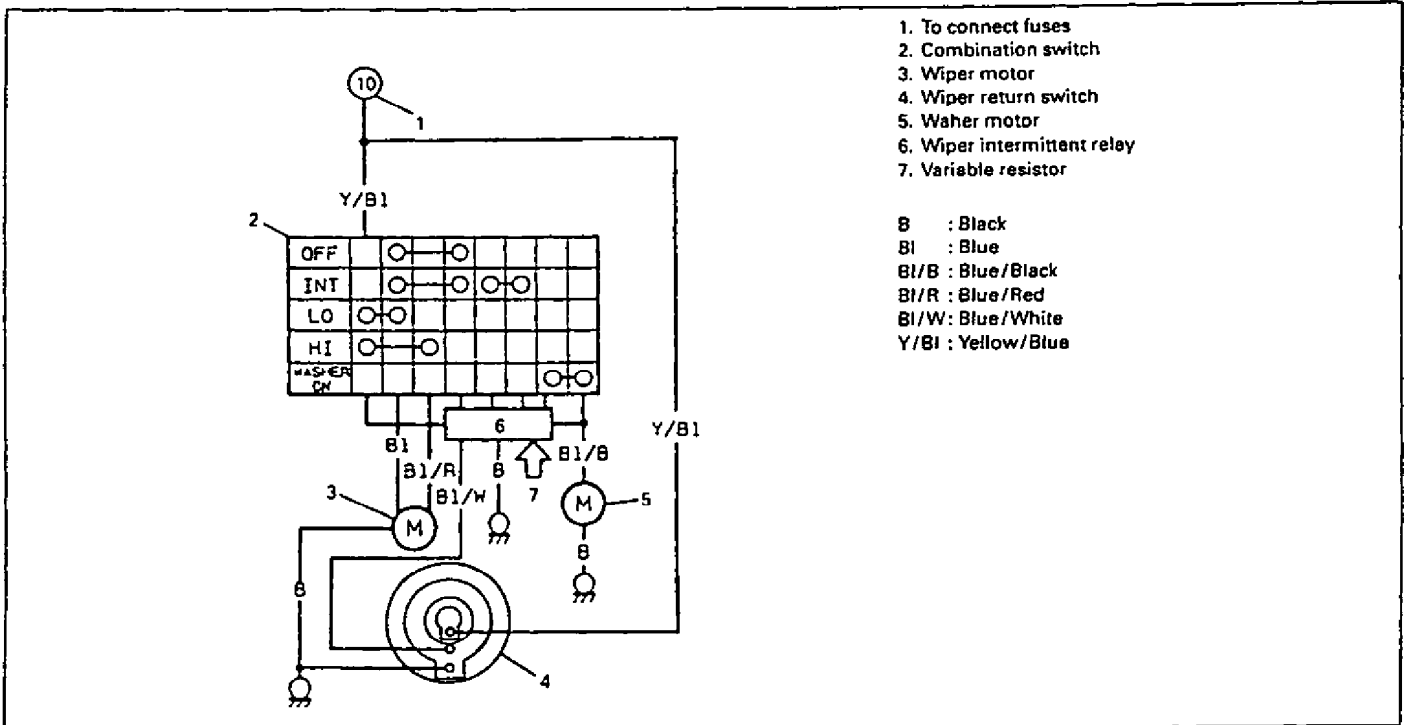 1. To connect fuses
2. Combination switch
3. Wiper motor
4. Wiper return switch
5. Waher motor
6. Wiper intermittent relay
7. Variable resistor
B : Black
Bl : Blue
Bl/B : Blue/Black
Bl/R : Blue/Red
Bl/W : Blue/White
Y/Bl : Yellow/Blue
10
1
Y/Bl
2
OFF
INT
LO
HI
WASHER ON
6
Y/Bl
Bl
Bl/R
B
Bl/B
Bl/W
7
3
M
M
5
B
B
4